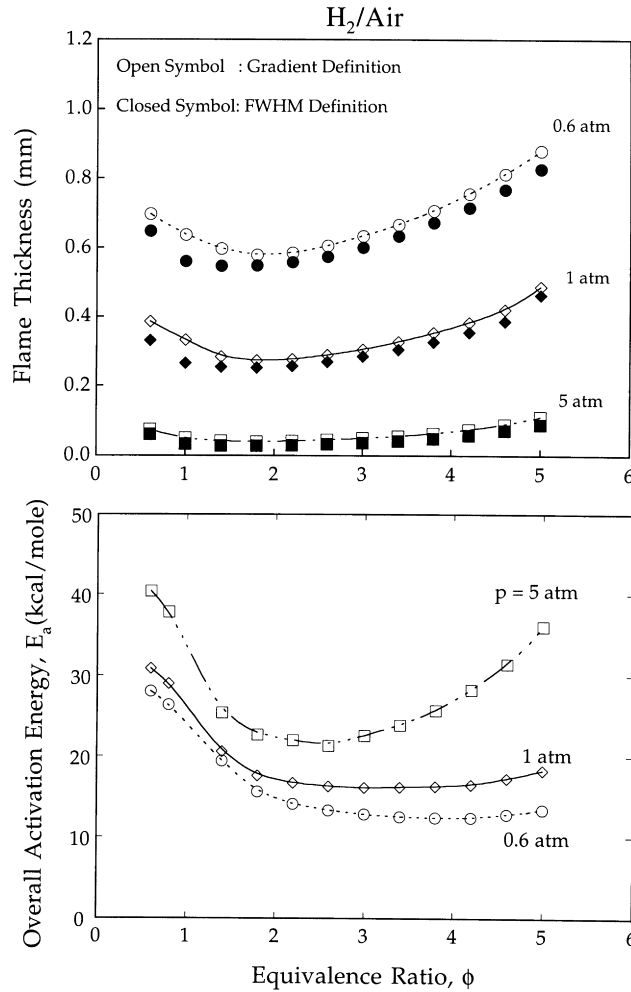 H2/Air
1.2
Open Symbol : Gradient Definition
Closed Symbol: FWHM Definition
1.0
0.6 atm
0.8
0.6
1 atm
0.4
0.2
5 atm
0.0
0 1 2 3 4 5 6
Flame Thickness (mm)
50
p = 5 atm
40
30
20
1 atm
10
0.6 atm
0
0 1 2 3 4 5 6
Overall Activation Energy, Ea(kcal/mole)
Equivalence Ratio, ϕ